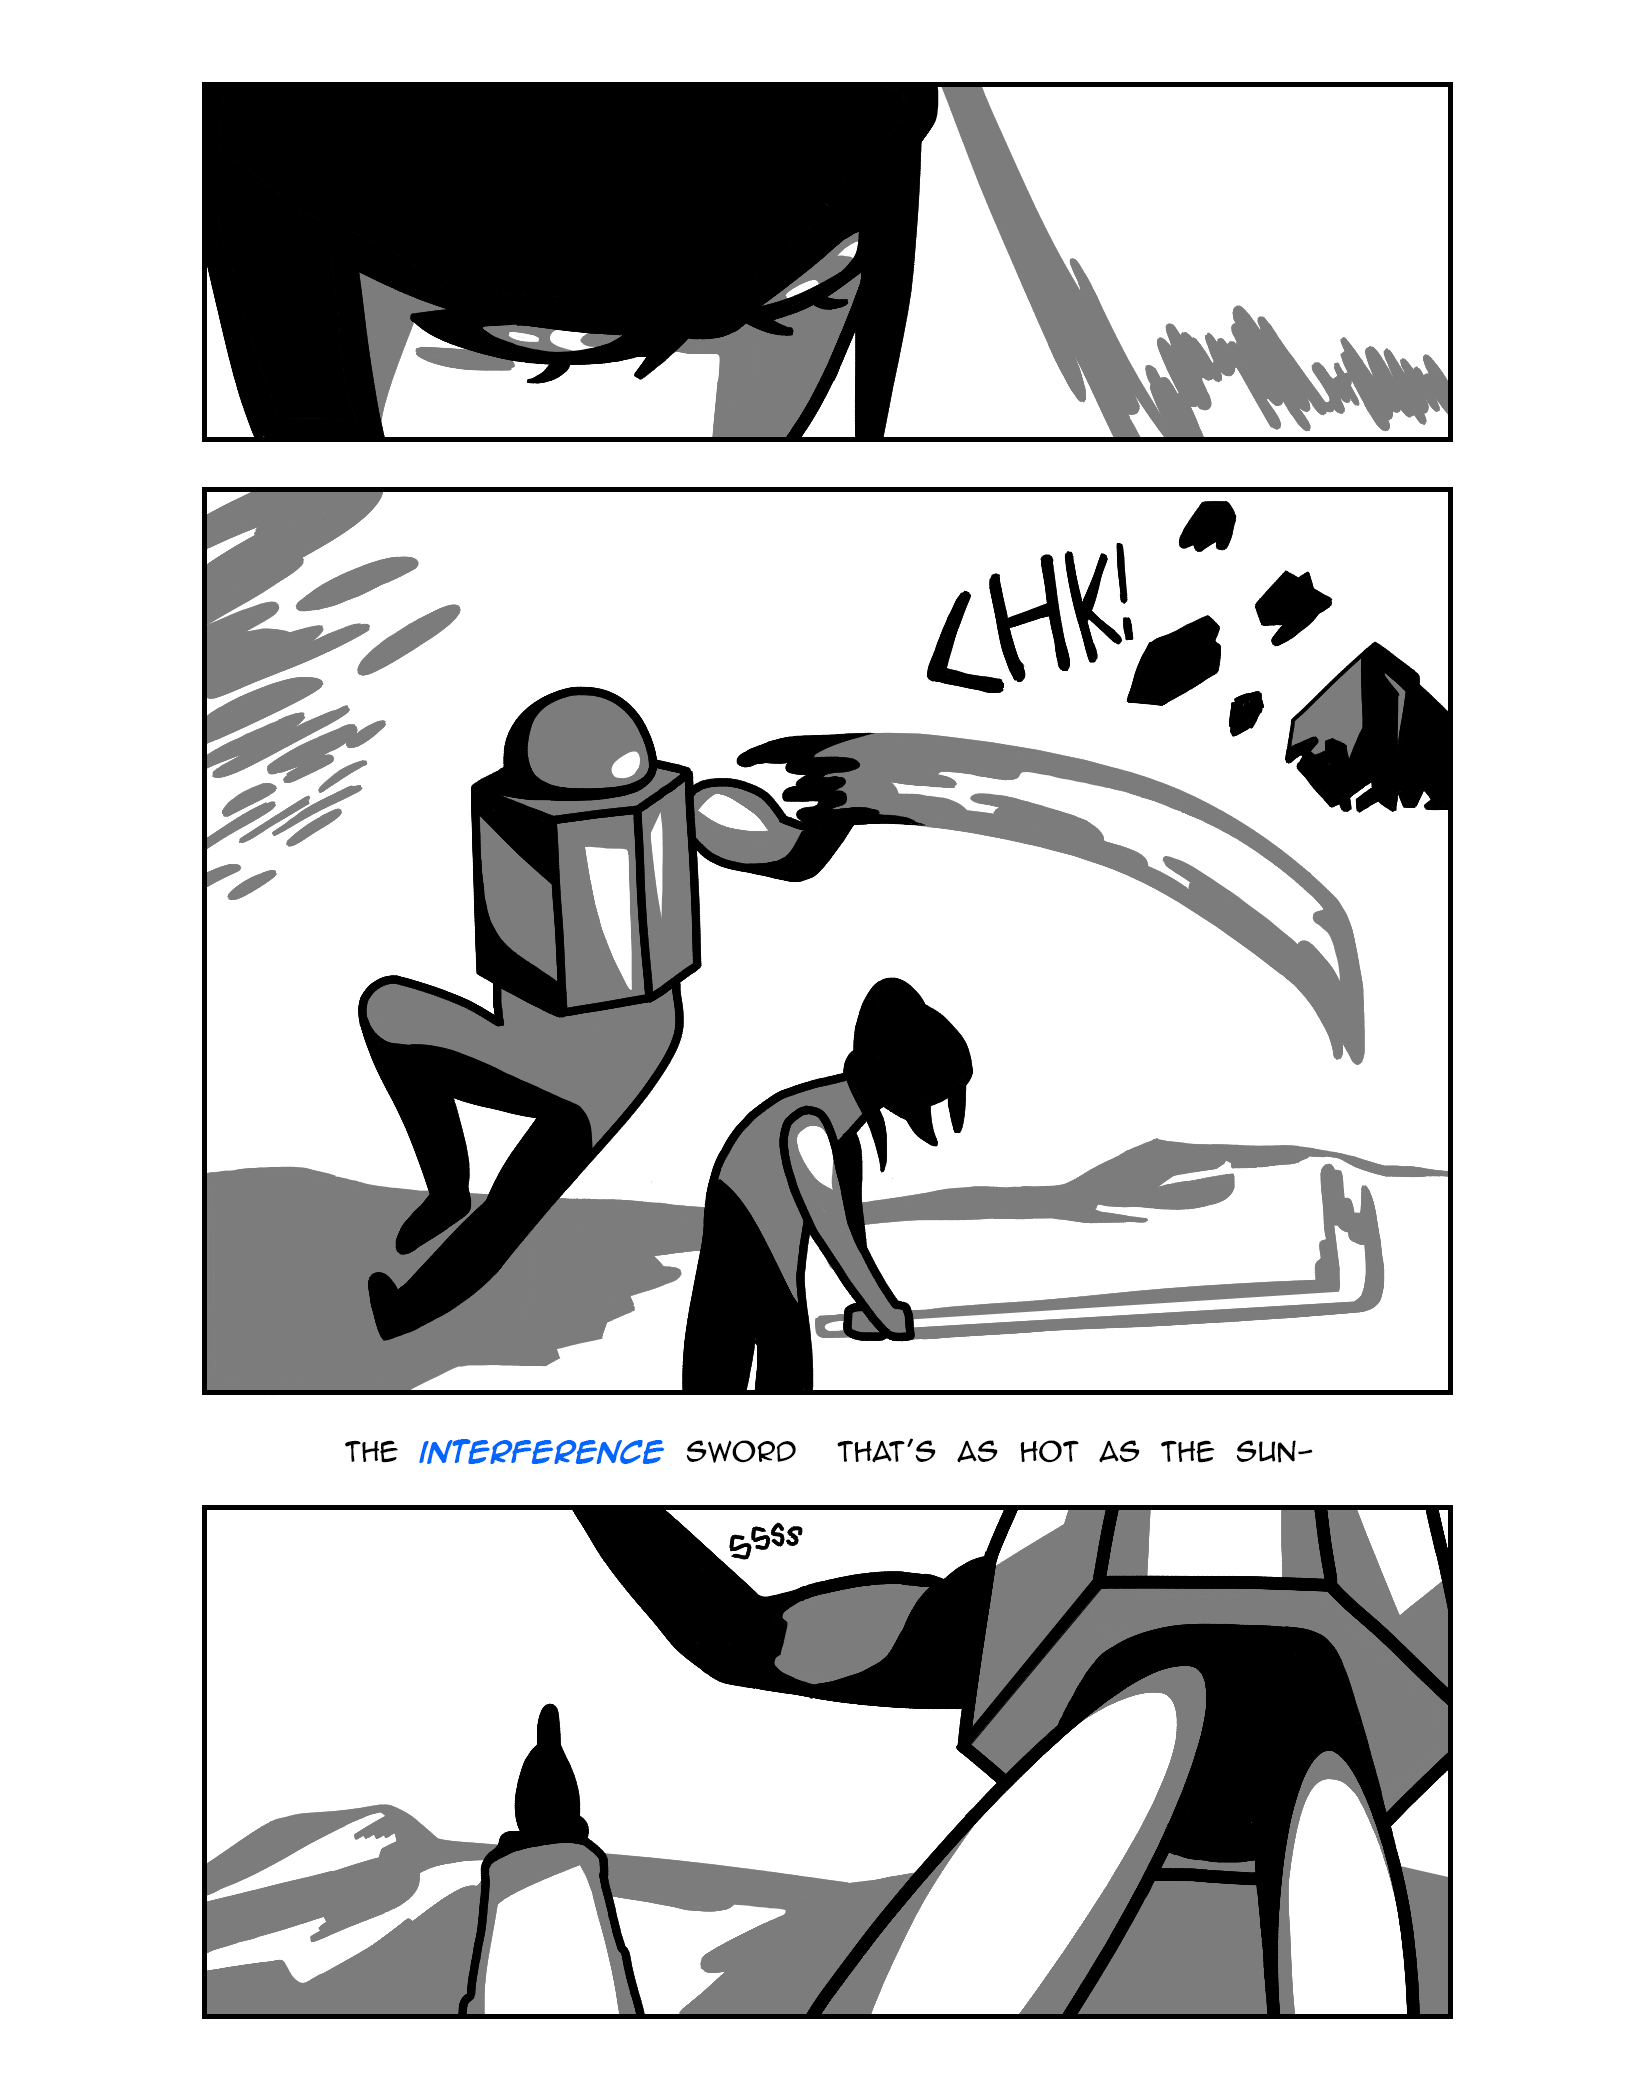 CHK!
THE INTERFERENCE SWORD THAT'S AS HOT AS THE SUN-
SSSS